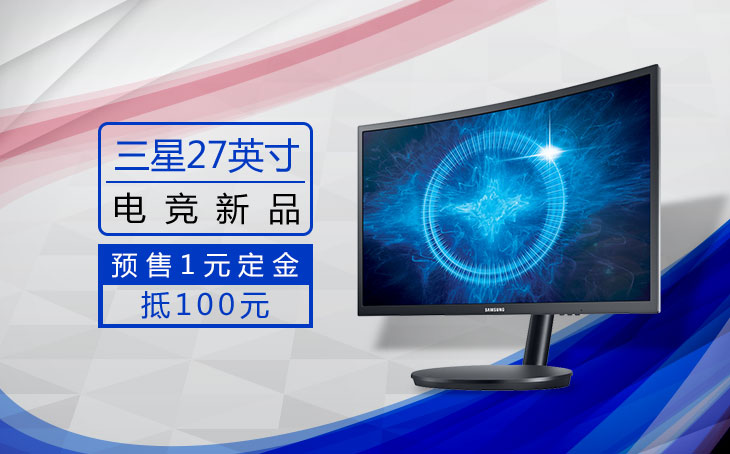 三星27英寸
电竞新品
预售1元定金
抵100元
SAMSUNG